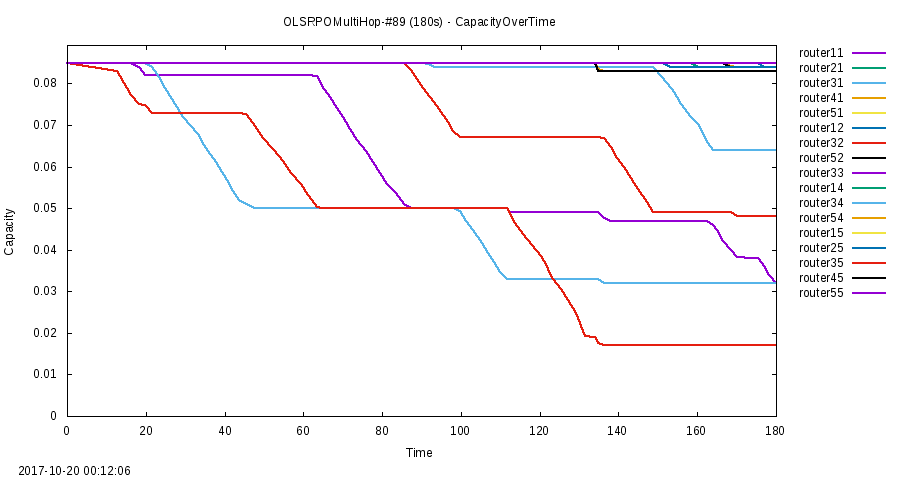 OLSRPPOMultiHop-#89 (180s) - CapacityOverTime
router11
router21
router31
router41
router51
router12
router32
router52
router33
router14
router34
router54
router15
router25
router35
router45
router55
0.08
0.07
0.06
0.05
0.04
0.03
0.02
0.01
0
Capacity
0 20 40 60 80 100 120 140 160 180
Time
2017-10-20 00:12:06